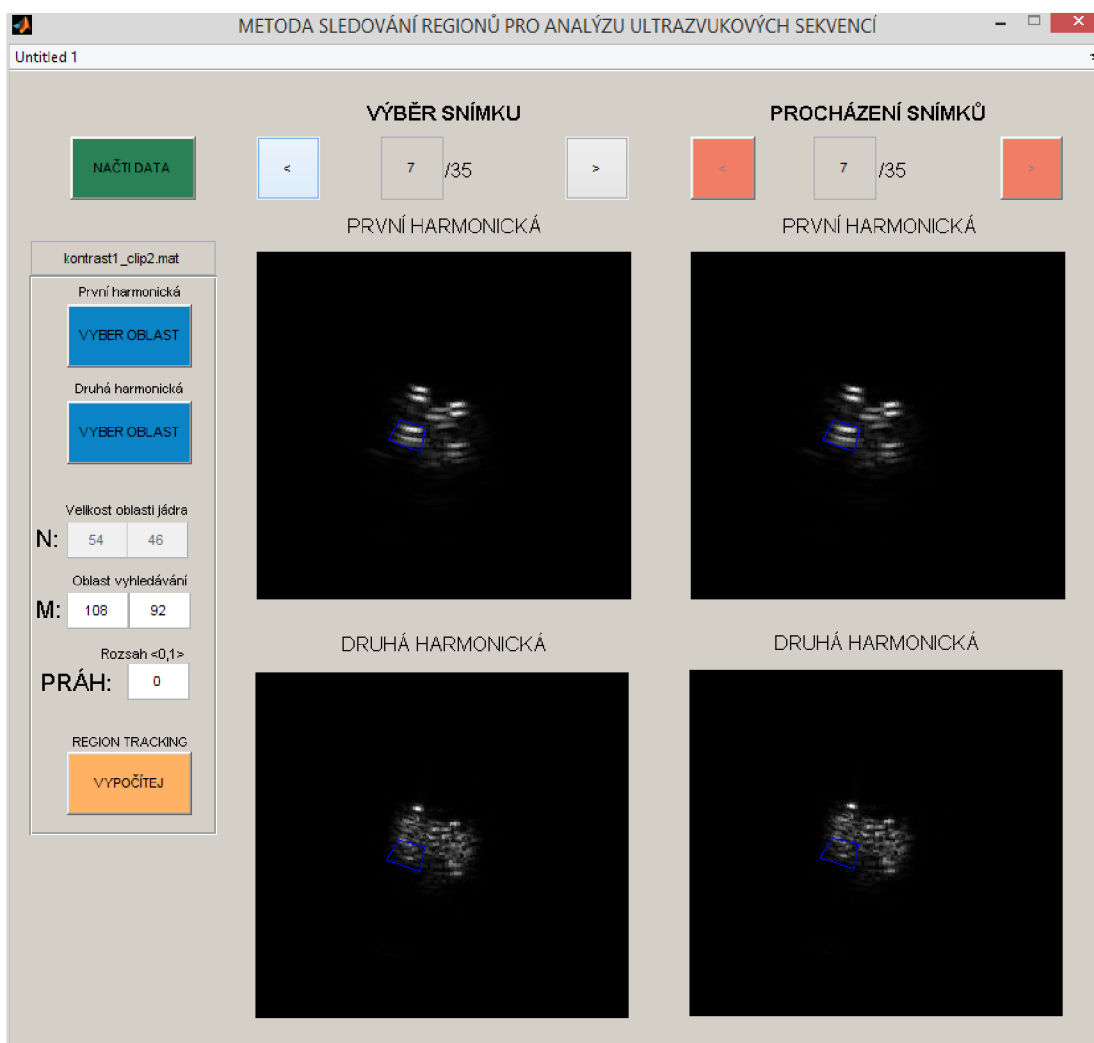 METODA SLEDOVÁNÍ REGIONŮ PRO ANALÝZU ULTRAZVUKOVÝCH SEKVENCÍ
Untitled 1
VÝBĚR SNÍMKU
PROCHÁZENÍ SNÍMKŮ
NAČTI DATA
< 7 /35 >
< 7 /35 >
PRVNÍ HARMONICKÁ
PRVNÍ HARMONICKÁ
kontrast1_clip2.mat
První harmonická
VYBER OBLAST
Druhá harmonická
VYBER OBLAST
Velikost oblasti jádra
N: 54 46
Oblast vyhledávání
M: 108 92
Rozsah <0,1>
PRÁH: 0
REGION TRACKING
VYPOČÍTEJ
DRUHÁ HARMONICKÁ
DRUHÁ HARMONICKÁ